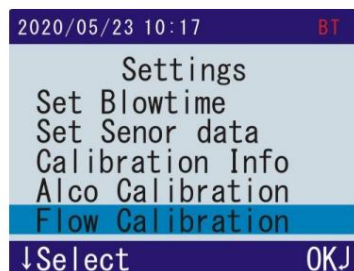 2020/05/23 10:17 BT
Settings
Set Blowtime
Set Senor data
Calibration Info
Alco Calibration
Flow Calibration
↓Select OK↲